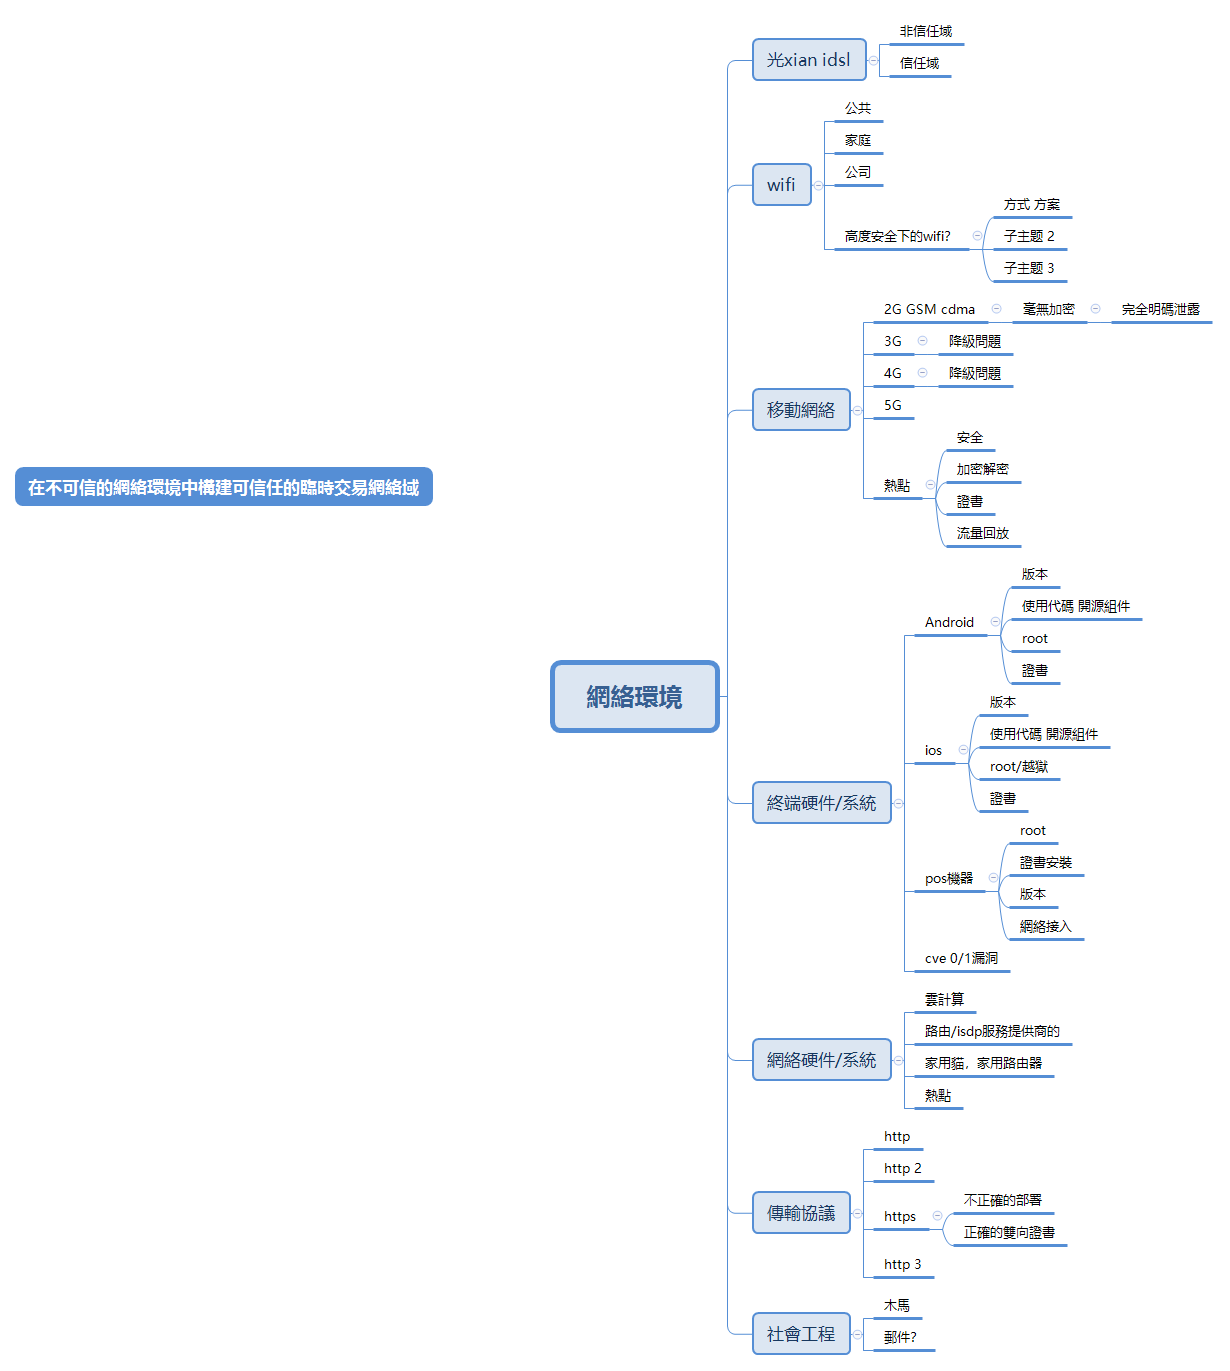 在不可信的網絡環境中構建可信任的臨時交易網絡域
網絡環境
光xian idsl
非信任域
信任域
wifi
公共
家庭
公司
高度安全下的wifi?
方式 方案
子主题 2
子主题 3
移動網絡
2G GSM cdma
毫無加密
完全明碼泄露
3G
降級問題
4G
降級問題
5G
熱點
安全
加密解密
證書
流量回放
終端硬件/系統
Android
版本
使用代碼 開源組件
root
證書
ios
版本
使用代碼 開源組件
root/越獄
證書
pos機器
root
證書安裝
版本
網絡接入
cve 0/1漏洞
網絡硬件/系統
雲計算
路由/isdp服務提供商的
家用貓，家用路由器
熱點
傳輸協議
http
http 2
https
不正確的部署
正確的雙向證書
http 3
社會工程
木馬
郵件?